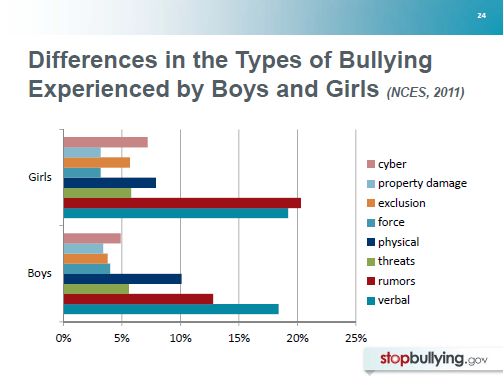 24
Differences in the Types of Bullying
Experienced by Boys and Girls (NCES, 2011)
Girls
Boys
cyber
property damage
exclusion
force
physical
threats
rumors
verbal
0% 5% 10% 15% 20% 25%
stopbullying.gov